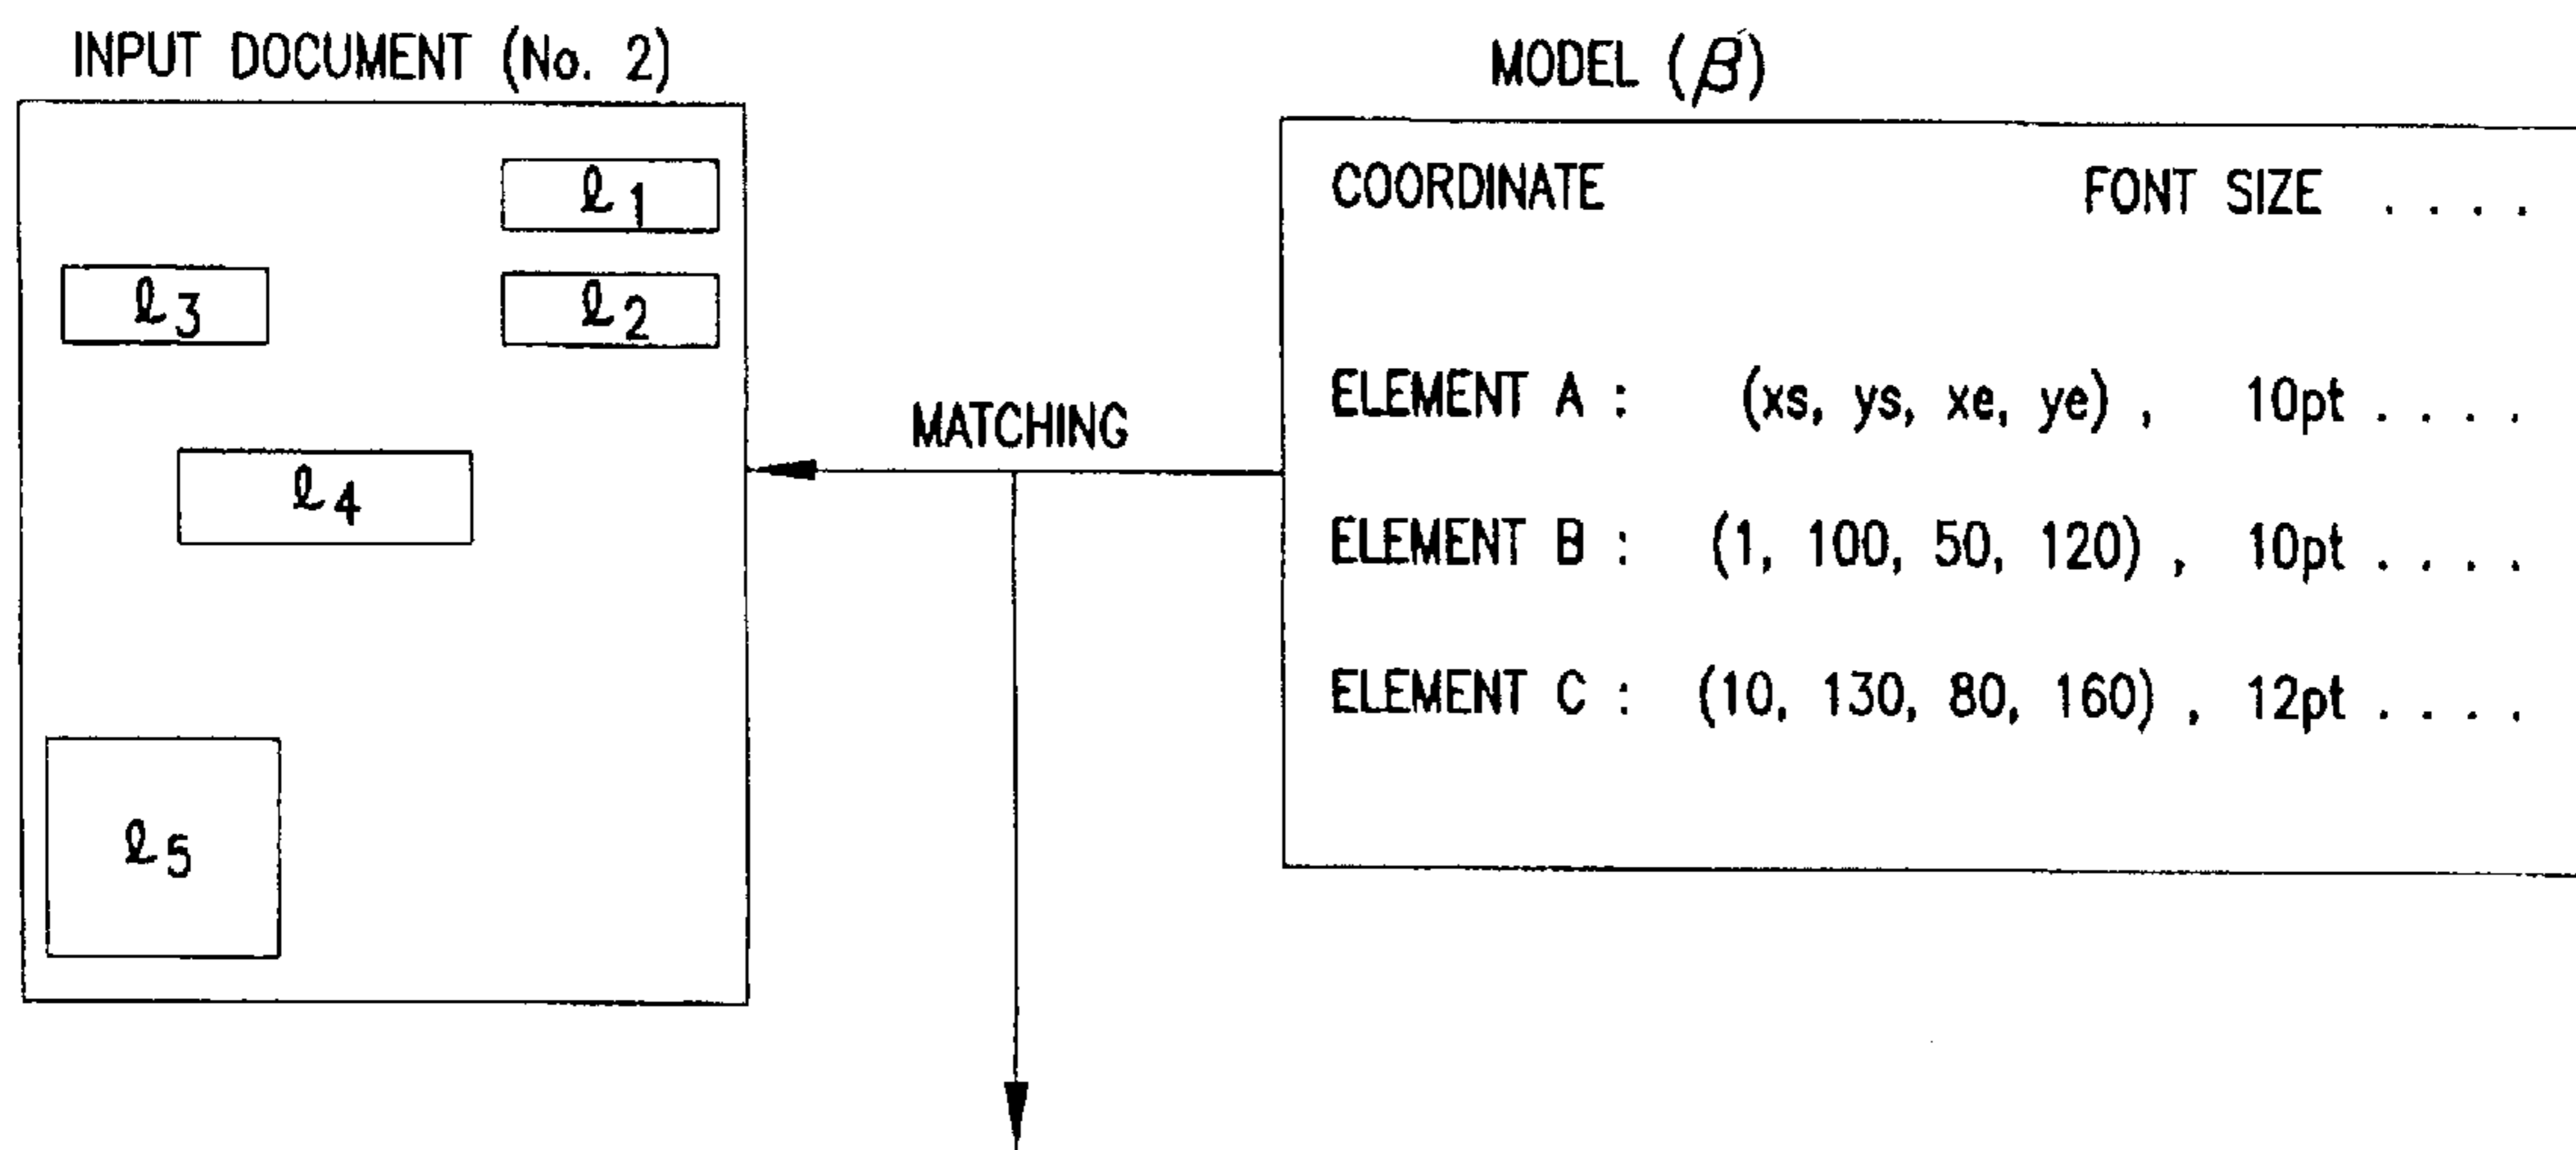 INPUT DOCUMENT (No. 2)
ℓ1
ℓ3
ℓ2
ℓ4
ℓ5
MATCHING
MODEL (β)
COORDINATE FONT SIZE . . . .
ELEMENT A : (xs, ys, xe, ye) , 10pt . . . .
ELEMENT B : (1, 100, 50, 120) , 10pt . . . .
ELEMENT C : (10, 130, 80, 160) , 12pt . . . .